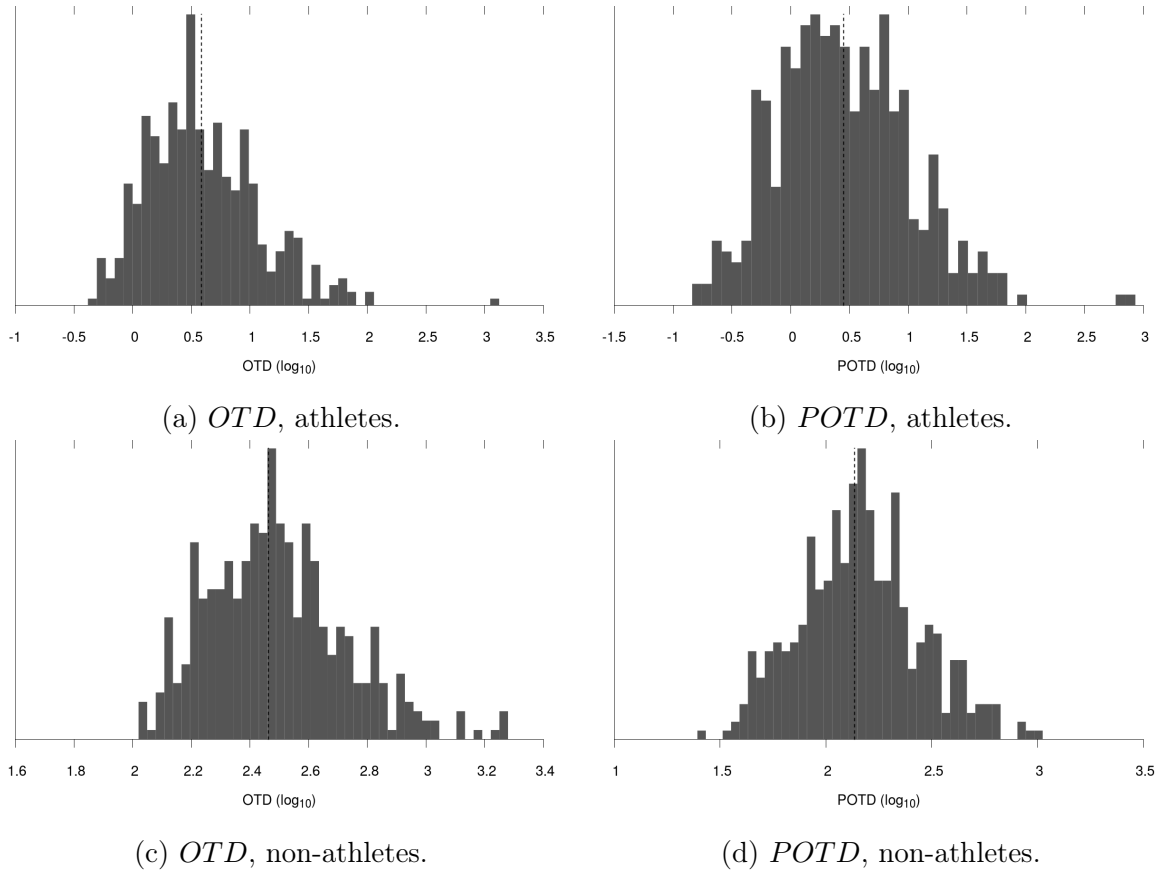 -1 -0.5 0 0.5 1 1.5 2 2.5 3 3.5
OTD (log10)
(a) OTD, athletes.
-1.5 -1 -0.5 0 0.5 1 1.5 2 2.5 3
POTD (log10)
(b) POTD, athletes.
1.6 1.8 2 2.2 2.4 2.6 2.8 3 3.2 3.4
OTD (log10)
(c) OTD, non-athletes.
1 1.5 2 2.5 3 3.5
POTD (log10)
(d) POTD, non-athletes.